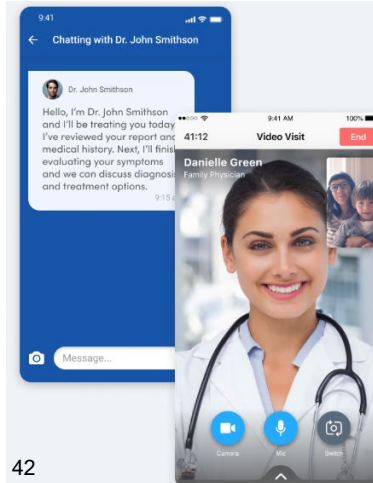 9:41
Chatting with Dr. John Smithson
Dr. John Smithson
Hello, I'm Dr. John Smithson
and I'll be treating you today
I've reviewed your report and
medical history. Next, I'll finish
evaluating your symptoms
and we can discuss diagnosis
and treatment options.
9:15
Message...
9:41 AM
100%
41:12
Video Visit
End
Danielle Green
Family Physician
Camera
Mic
Switch
42